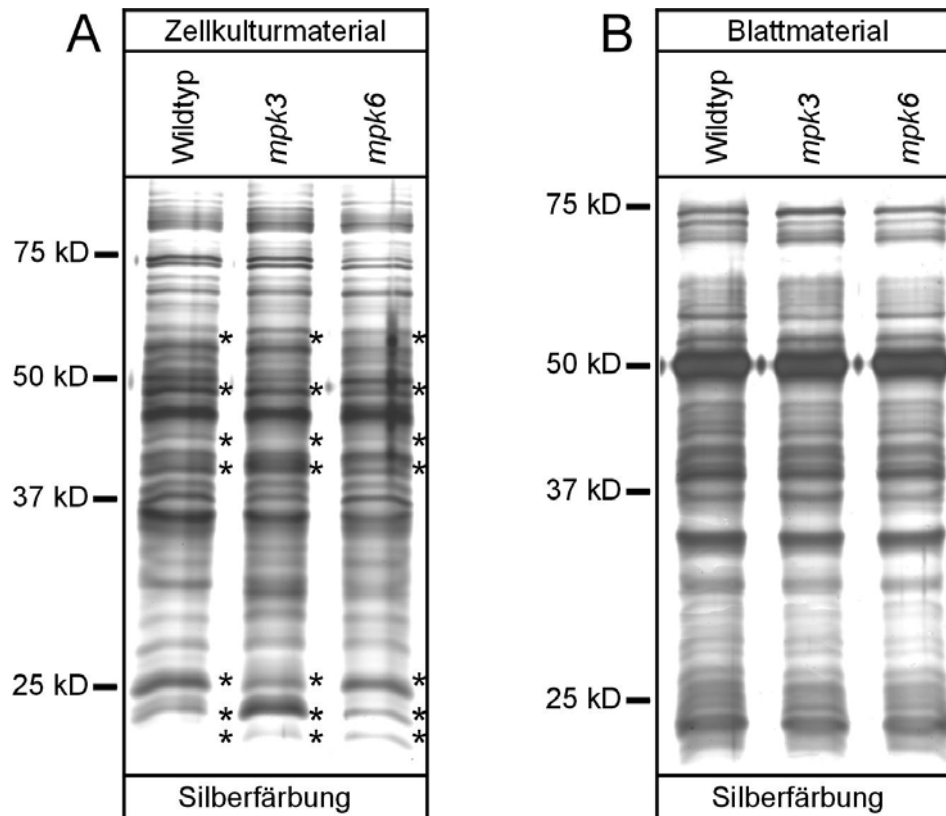 A
Zellkulturmaterial
Wildtyp
mpk3
mpk6
75 kD
50 kD
37 kD
25 kD
* *
* *
* *
* *
* *
* *
* *
*
*
*
*
*
*
*
Silberfärbung
B
Blattmaterial
Wildtyp
mpk3
mpk6
75 kD
50 kD
37 kD
25 kD
Silberfärbung